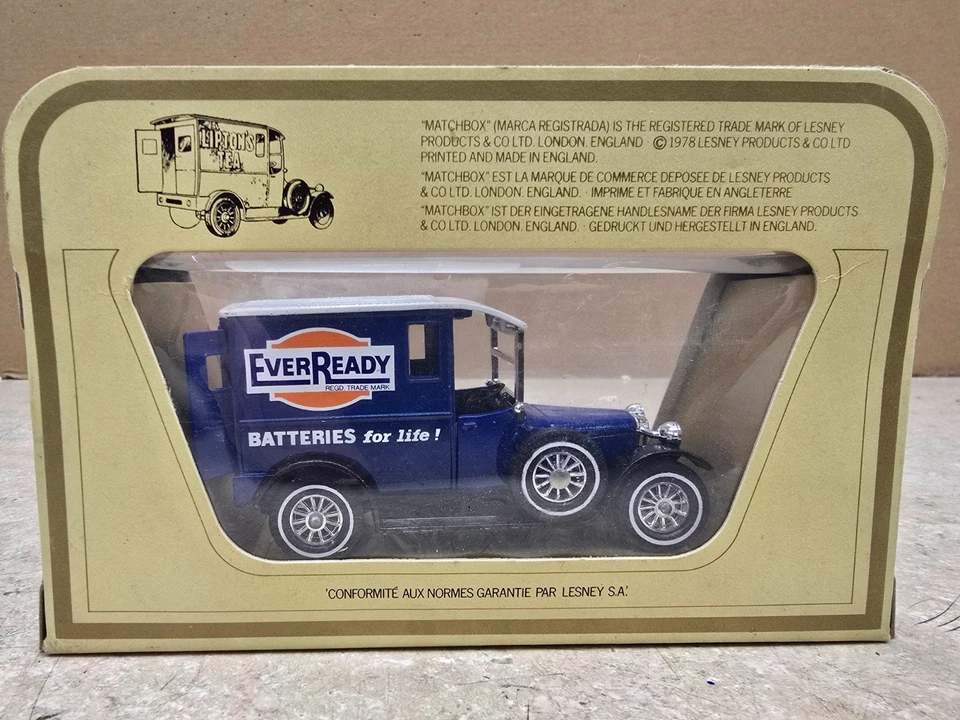 LIPTON'S
TEA
"MATCHBOX" (MARCA REGISTRADA) IS THE REGISTERED TRADE MARK OF LESNEY
PRODUCTS & CO LTD. LONDON. ENGLAND · © 1978 LESNEY PRODUCTS & CO LTD
PRINTED AND MADE IN ENGLAND.
"MATCHBOX" EST LA MARQUE DE COMMERCE DEPOSEE DE LESNEY PRODUCTS
& CO LTD. LONDON. ENGLAND. · IMPRIME ET FABRIQUE EN ANGLETERRE
"MATCHBOX" IST DER EINGETRAGENE HANDLESNAME DER FIRMA LESNEY PRODUCTS
& CO LTD. LONDON. ENGLAND. · GEDRUCKT UND HERGESTELLT IN ENGLAND.
EVERREADY
REGD. TRADE MARK
BATTERIES for life!
'CONFORMITÉ AUX NORMES GARANTIE PAR LESNEY S.A.'